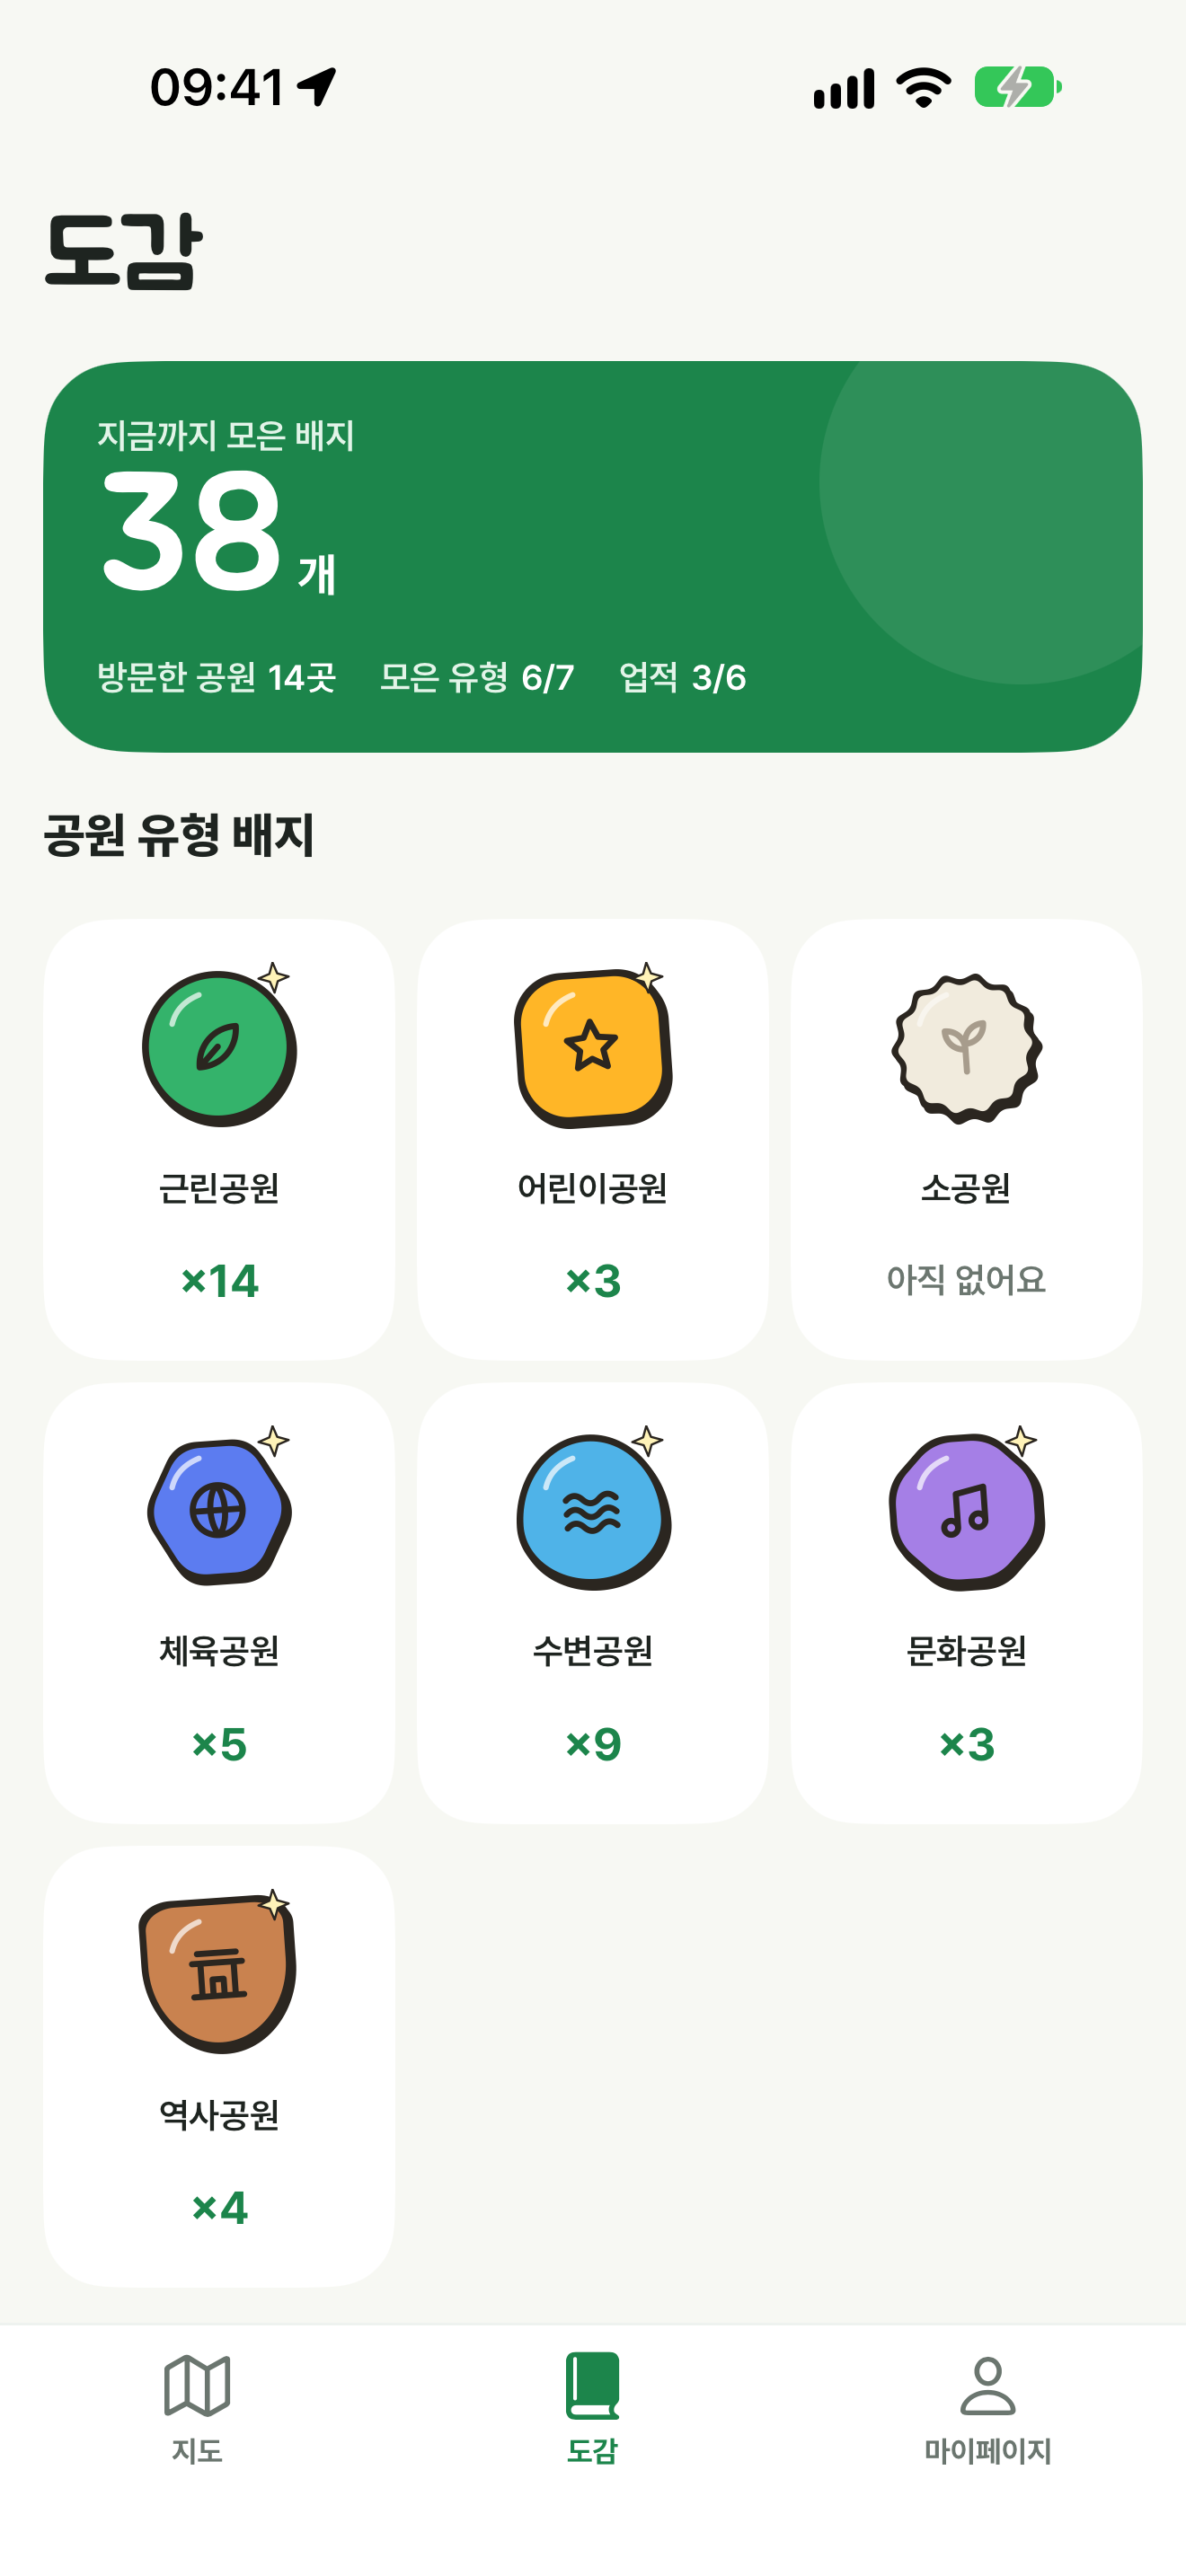 09:41
도감
지금까지 모은 배지
38 개
방문한 공원 14곳 모은 유형 6/7 업적 3/6
공원 유형 배지
근린공원 어린이공원 소공원
×14 ×3 아직 없어요
체육공원 수변공원 문화공원
×5 ×9 ×3
역사공원
×4
지도 도감 마이페이지